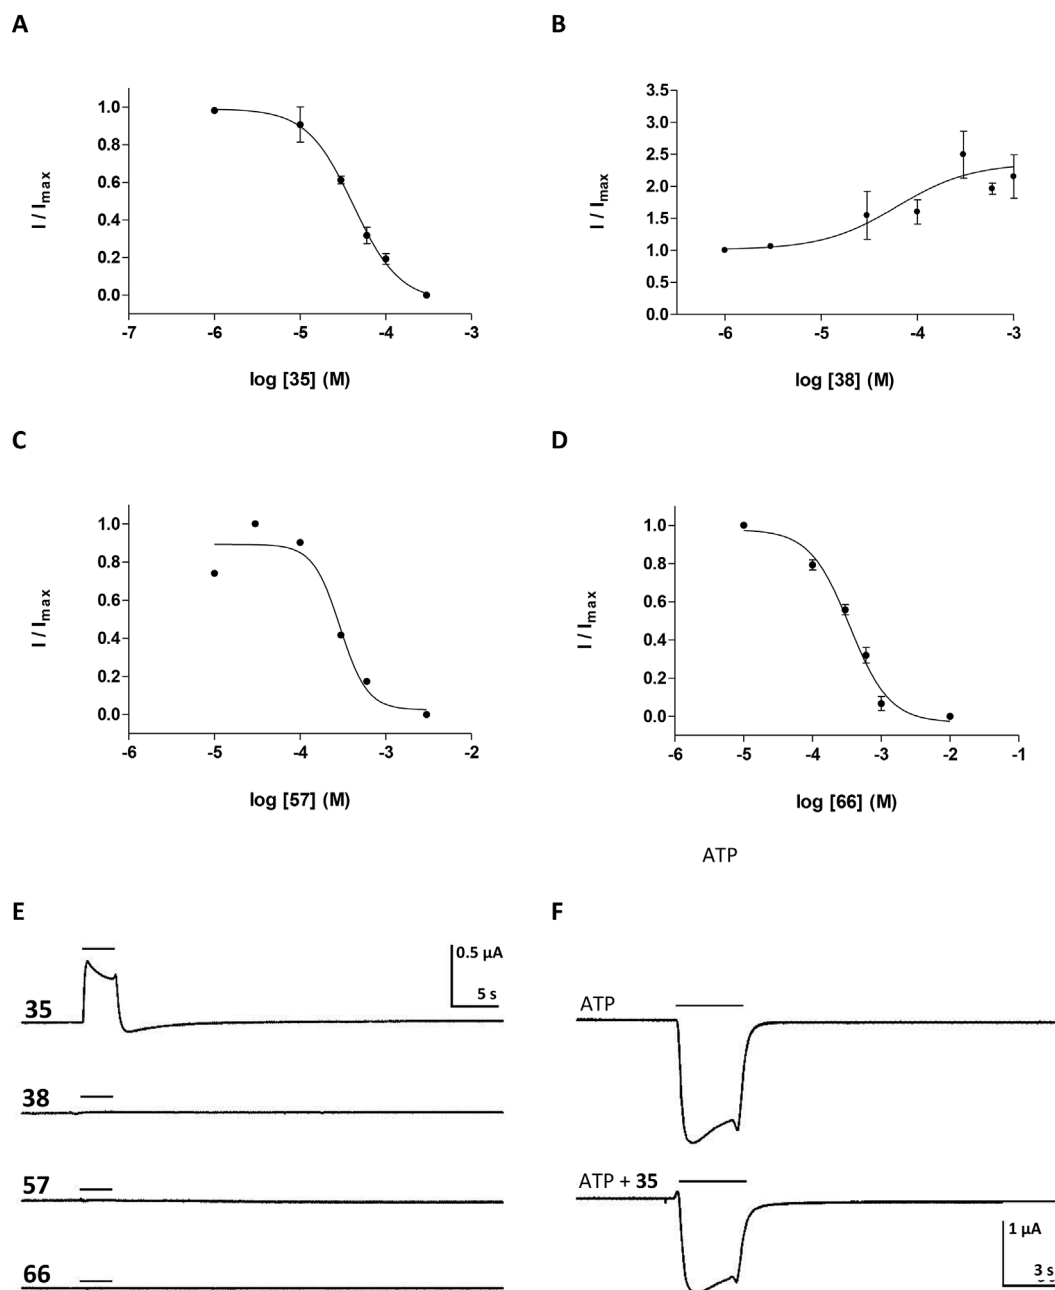 A
I / Imax
1.0
0.8
0.6
0.4
0.2
0.0
-7
-6
-5
-4
-3
log [35] (M)
B
I / Imax
3.5
3.0
2.5
2.0
1.5
1.0
0.5
0.0
-6
-5
-4
-3
log [38] (M)
C
I / Imax
1.0
0.8
0.6
0.4
0.2
0.0
-6
-5
-4
-3
-2
log [57] (M)
D
I / Imax
1.0
0.8
0.6
0.4
0.2
0.0
-6
-5
-4
-3
-2
-1
log [66] (M)
ATP
E
0.5 µA
5 s
35
38
57
66
F
ATP
ATP + 35
1 µA
3 s